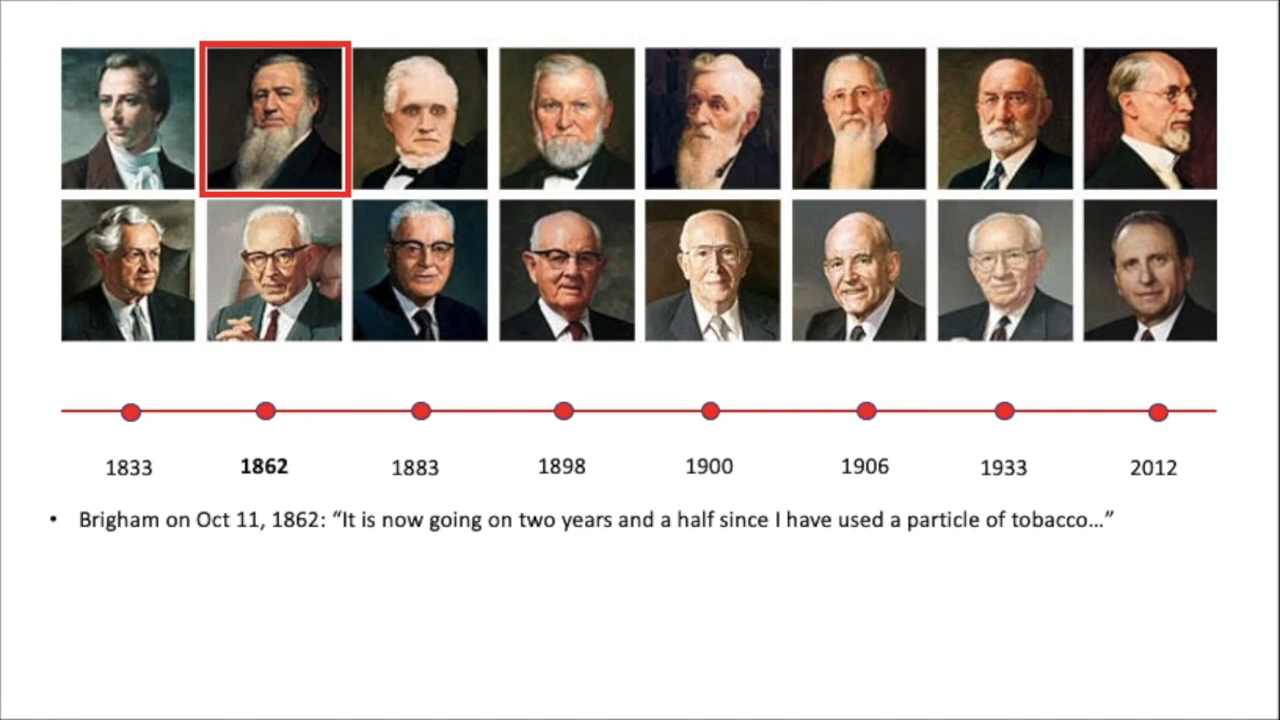 1833 1862 1883 1898 1900 1906 1933 2012
• Brigham on Oct 11, 1862: “It is now going on two years and a half since I have used a particle of tobacco…”